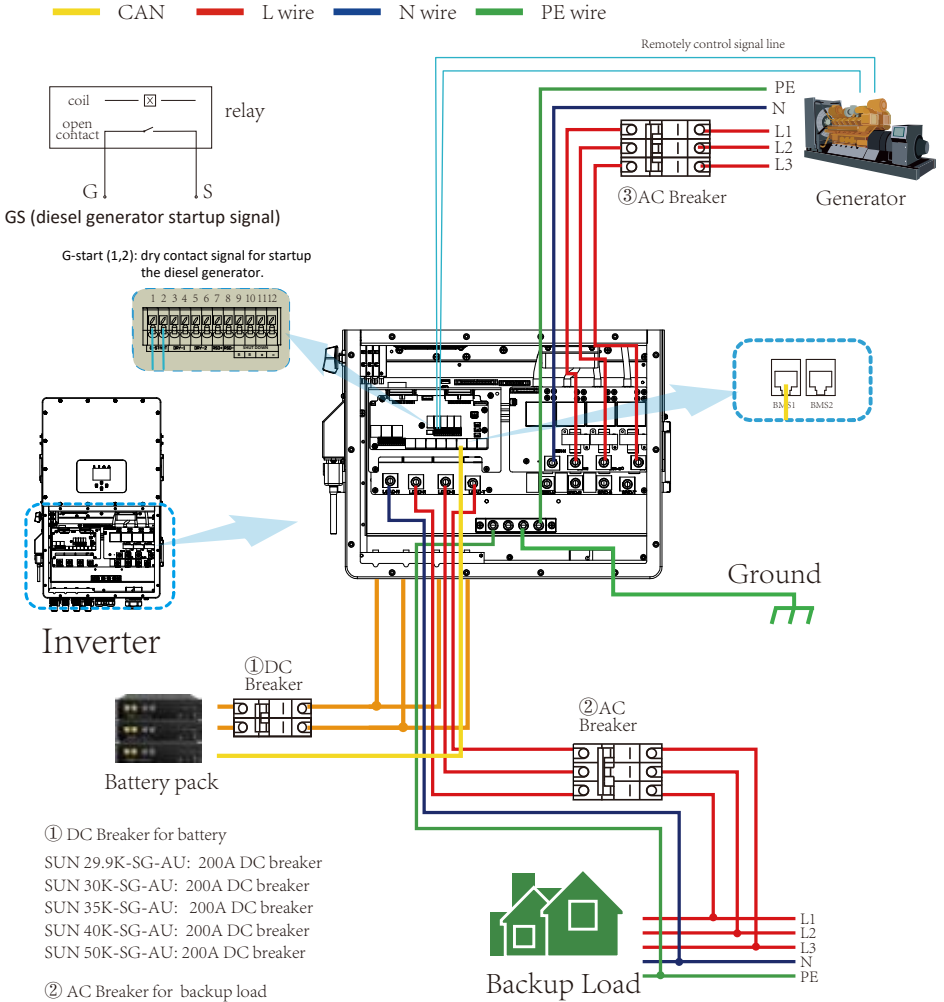 CAN L wire N wire PE wire
Remotely control signal line
PE
N
L1
L2
L3
coil
open
contact
relay
G S
GS (diesel generator startup signal)
③AC Breaker
Generator
G-start (1,2): dry contact signal for startup
the diesel generator.
1 2 3 4 5 6 7 8 9 10 11 12
BMS1 BMS2
Ground
Inverter
①DC
Breaker
②AC
Breaker
Battery pack
① DC Breaker for battery
SUN 29.9K-SG-AU: 200A DC breaker
SUN 30K-SG-AU: 200A DC breaker
SUN 35K-SG-AU: 200A DC breaker
SUN 40K-SG-AU: 200A DC breaker
SUN 50K-SG-AU: 200A DC breaker
② AC Breaker for backup load
Backup Load
L1
L2
L3
N
PE